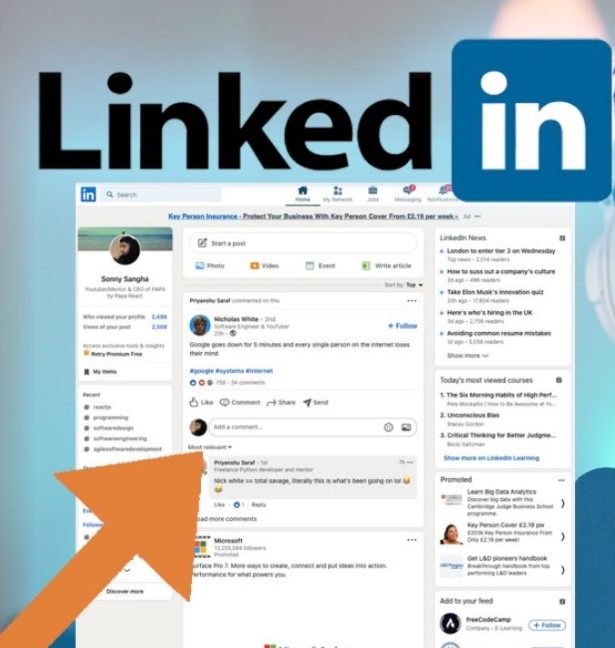 Linked in
in Search
Home My Network Jobs Messaging Notifications
Key Person Insurance - Protect Your Business With Key Person Cover From £2.19 per week - Ad ...
Sonny Sangha
Youtuber|Mentor & CEO of PAPA
by Papa React
Who viewed your profile 2,496
Views of your post 2,508
Access exclusive tools & insights
Retry Premium Free
My items
Recent
# reactjs
# programming
# softwaredesign
# softwareengineering
# agilesoftwaredevelopment
Discover more
Start a post
Photo Video Event Write article
Sort by: Top
Priyanshu Saraf commented on this. ...
Nicholas White • 2nd
Software Engineer & YouTuber
23h •
+ Follow
Google goes down for 5 minutes and every single person on the internet loses
their mind
#google #systems #internet
756 · 34 comments
Like Comment Share Send
Add a comment...
Most relevant
Priyanshu Saraf • 1st 7h ...
Freelance Python developer and mentor
Nick white == total savage, literally this is what's been going on lol 😂
😂
Like · 1 | Reply
oad more comments
Microsoft ...
13,255,564 followers
Promoted
urface Pro 7. More ways to create, connect and put ideas into action.
erformance for what powers you.
LinkedIn News
• London to enter tier 3 on Wednesday
Top news • 2,514 readers
• How to suss out a company's culture
3d ago • 486 readers
• Take Elon Musk's innovation quiz
20h ago • 17,804 readers
• Here's who's hiring in the UK
3d ago • 2,756 readers
• Avoiding common resume mistakes
1d ago • 5,059 readers
Show more
Today's most viewed courses
1. The Six Morning Habits of High Perf...
Pete Mockaitis | How to Be Awesome at Yo...
2. Unconscious Bias
Stacey Gordon
3. Critical Thinking for Better Judgme...
Becki Saltzman
Show more on LinkedIn Learning
Promoted ...
Learn Big Data Analytics
Discover big data with this
Cambridge Judge Business School
programme.
Key Person Cover £2.19 pw
£350k Key Person Insurance From
Only £2.19 per week!
Get L&D pioneers handbook
Breakthrough handbook from top
performing L&D leaders
Add to your feed
freeCodeCamp
Company • E-Learning
+ Follow